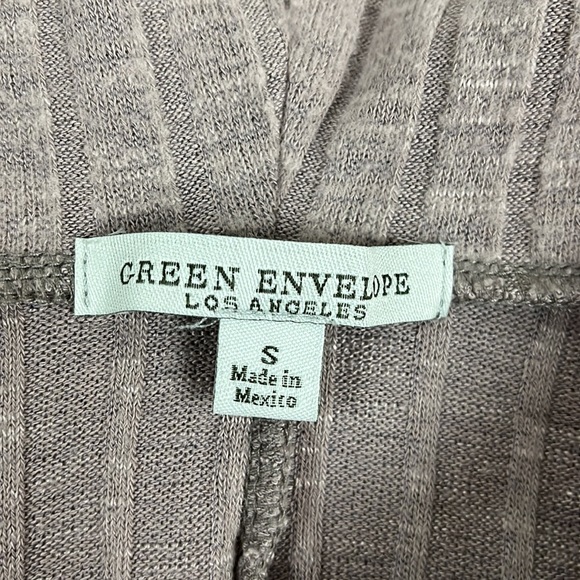 GREEN ENVELOPE
LOS ANGELES
S
Made in
Mexico